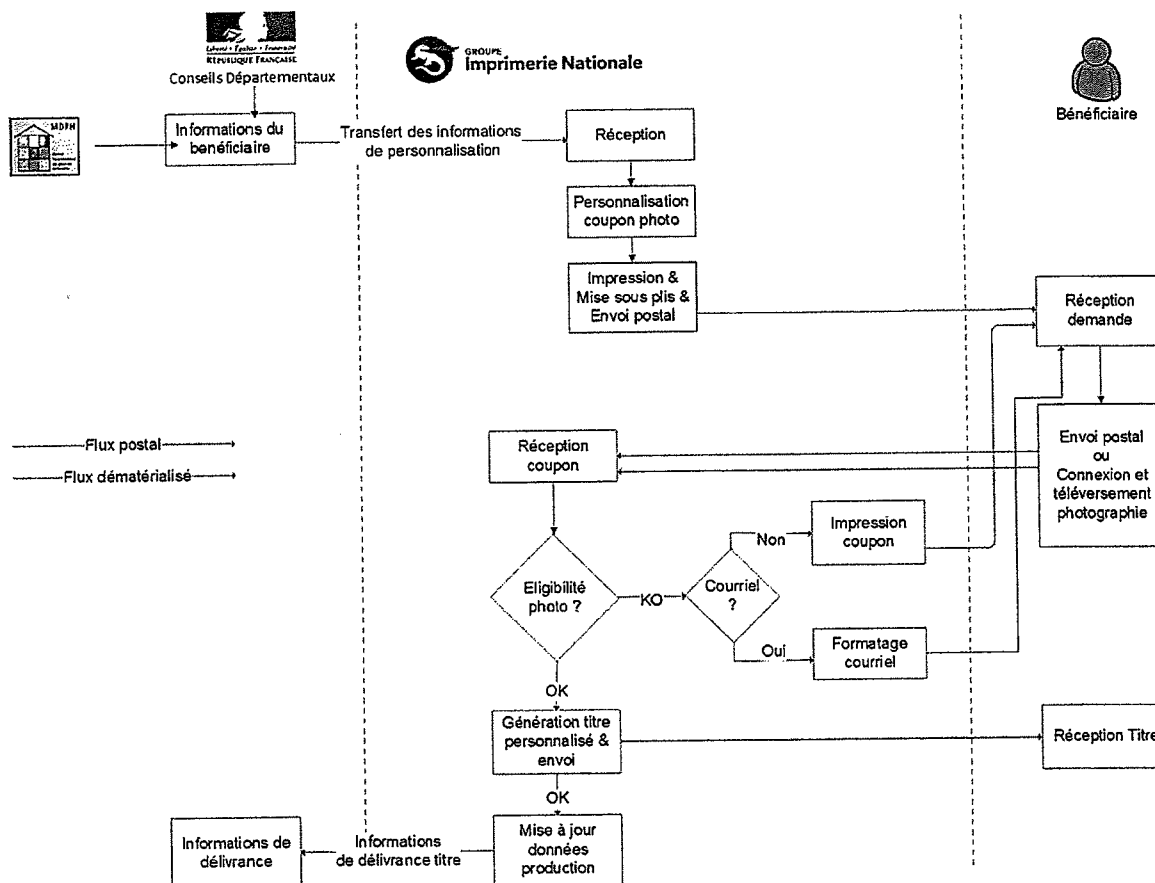 Liberté • Égalité • Fraternité
RÉPUBLIQUE FRANÇAISE
Conseils Départementaux
GROUPE
Imprimerie Nationale
Bénéficiaire
MDPH
Informations du
benéficiaire
Transfert des informations
de personnalisation
Réception
Personnalisation
coupon photo
Impression &
Mise sous plis &
Envoi postal
Réception
demande
Flux postal
Flux dématérialisé
Réception
coupon
Envoi postal
ou
Connexion et
téléversement
photographie
Eligibilité
photo ?
KO
Courriel
?
Non
Impression
coupon
Oui
Formatage
courriel
OK
Génération titre
personnalisé &
envoi
Réception Titre
OK
Mise à jour
données
production
Informations
de délivrance titre
Informations de
délivrance